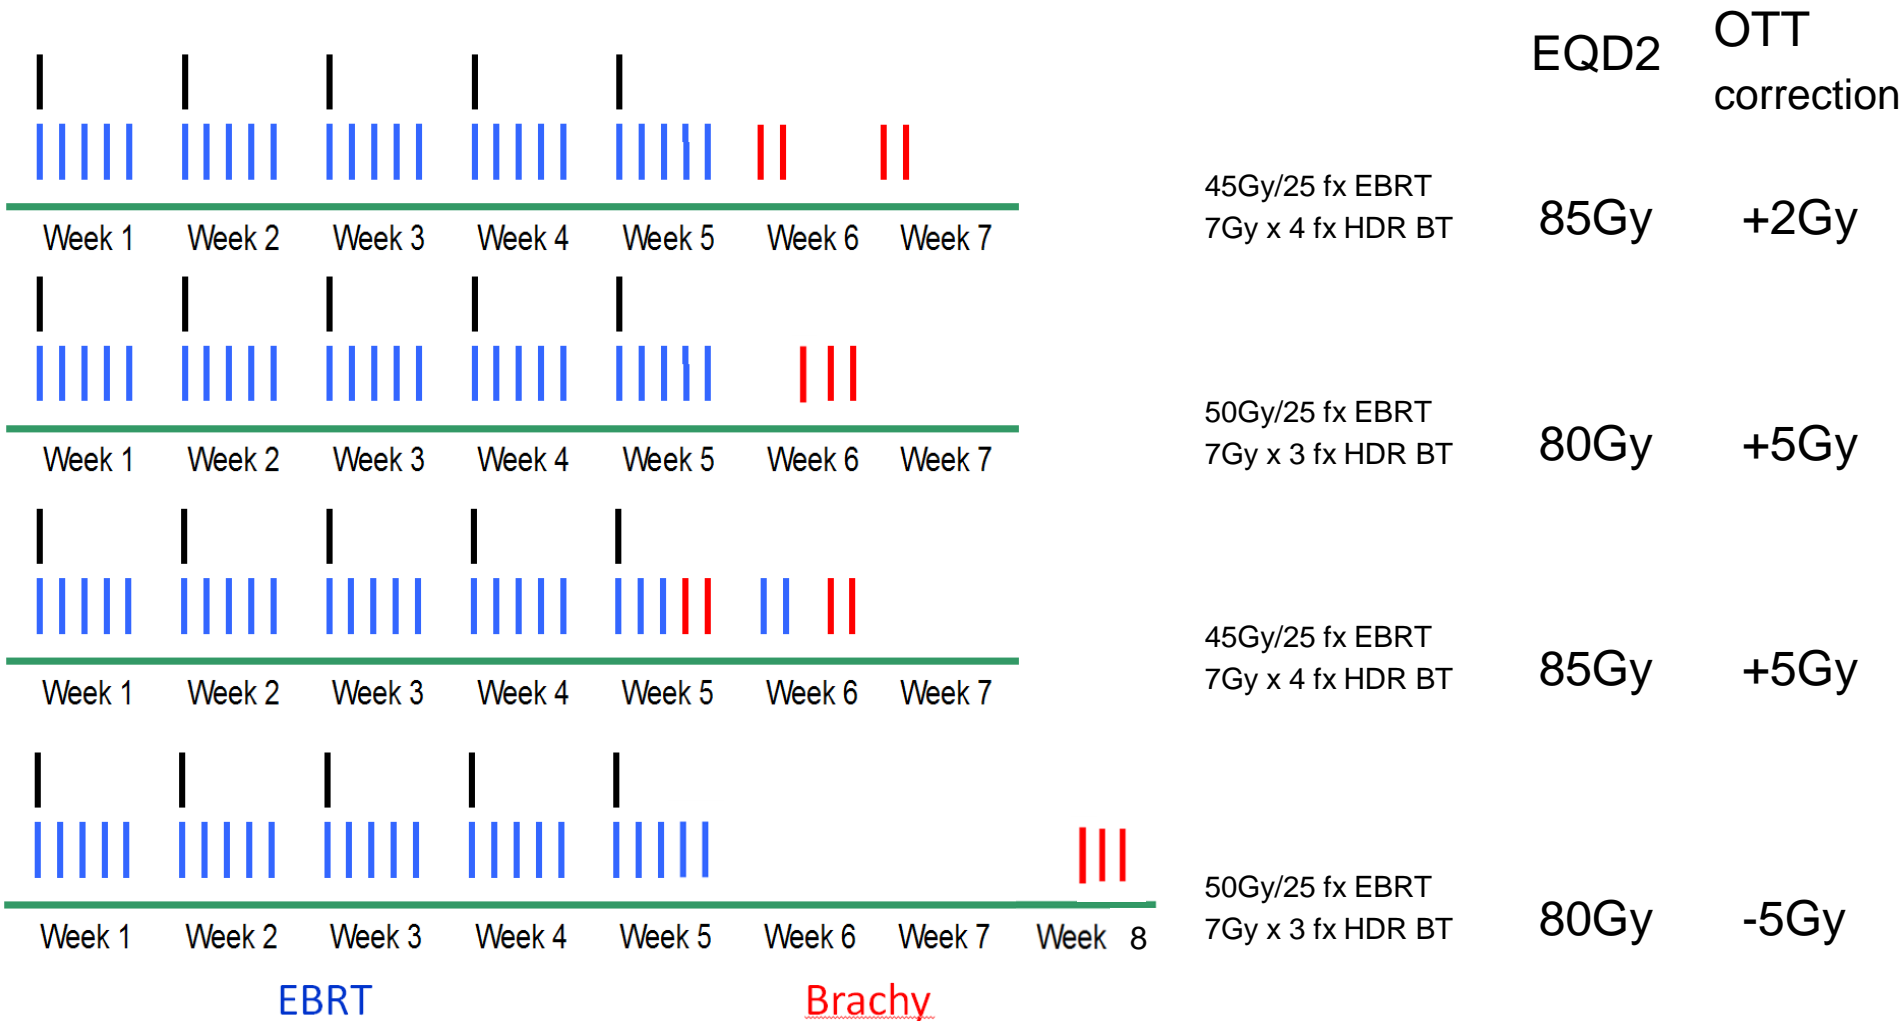 EQD2
OTT
correction
Week 1 Week 2 Week 3 Week 4 Week 5 Week 6 Week 7
45Gy/25 fx EBRT
7Gy x 4 fx HDR BT
85Gy
+2Gy
Week 1 Week 2 Week 3 Week 4 Week 5 Week 6 Week 7
50Gy/25 fx EBRT
7Gy x 3 fx HDR BT
80Gy
+5Gy
Week 1 Week 2 Week 3 Week 4 Week 5 Week 6 Week 7
45Gy/25 fx EBRT
7Gy x 4 fx HDR BT
85Gy
+5Gy
Week 1 Week 2 Week 3 Week 4 Week 5 Week 6 Week 7 Week 8
50Gy/25 fx EBRT
7Gy x 3 fx HDR BT
80Gy
-5Gy
EBRT
Brachy